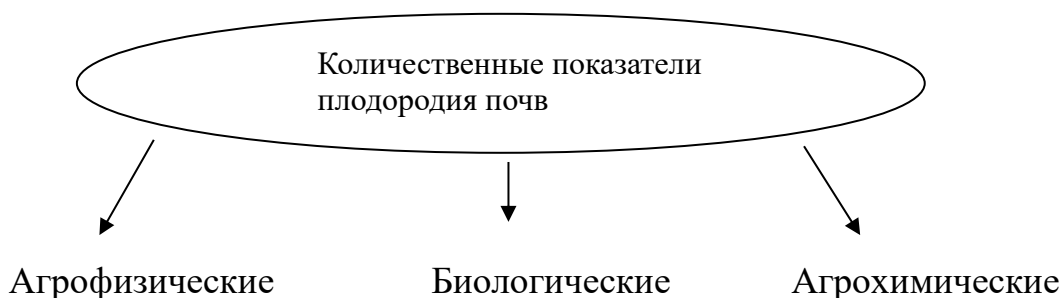 Количественные показатели
плодородия почв
Агрофизические Биологические Агрохимические